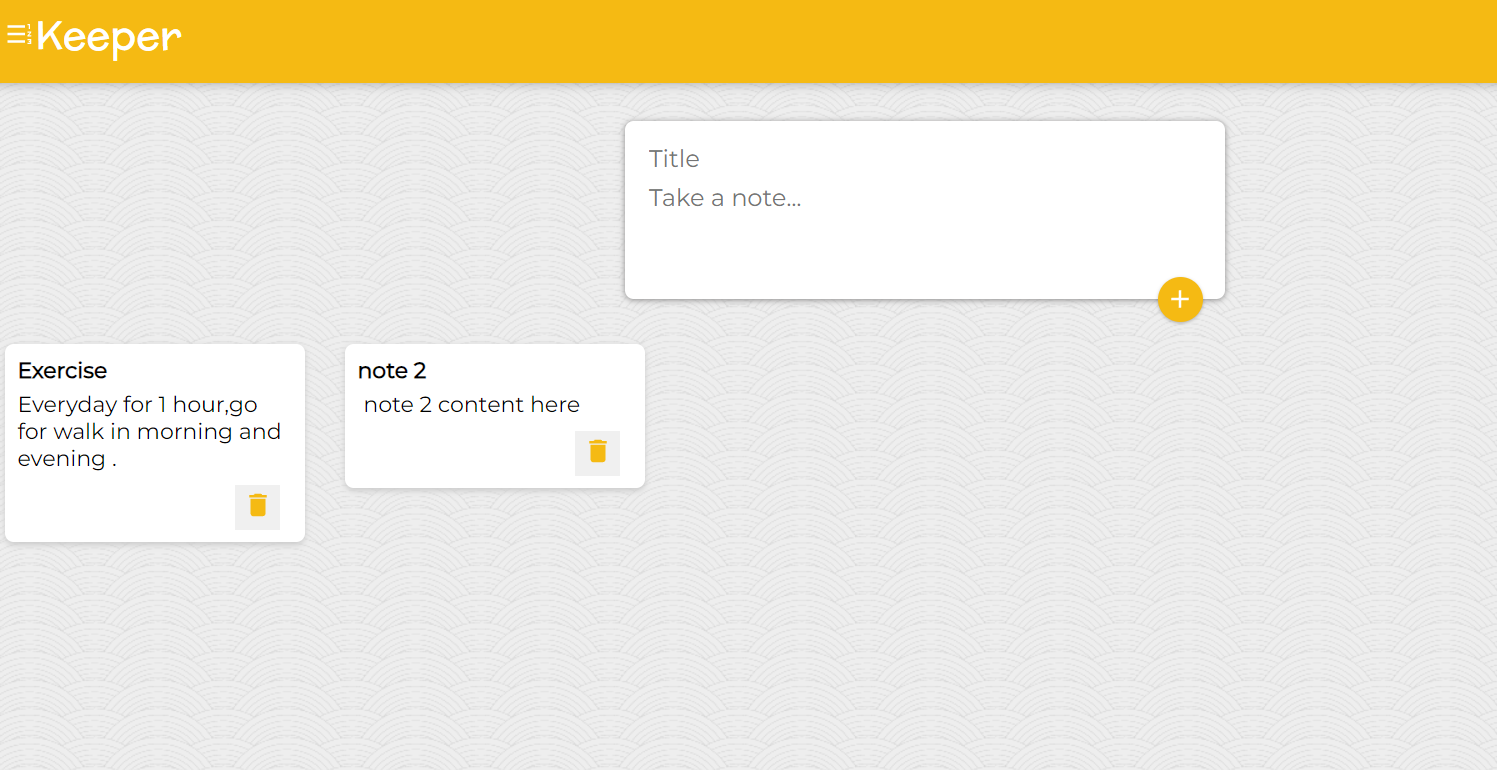 Keeper
Title
Take a note...
Exercise
Everyday for 1 hour,go
for walk in morning and
evening .
note 2
note 2 content here